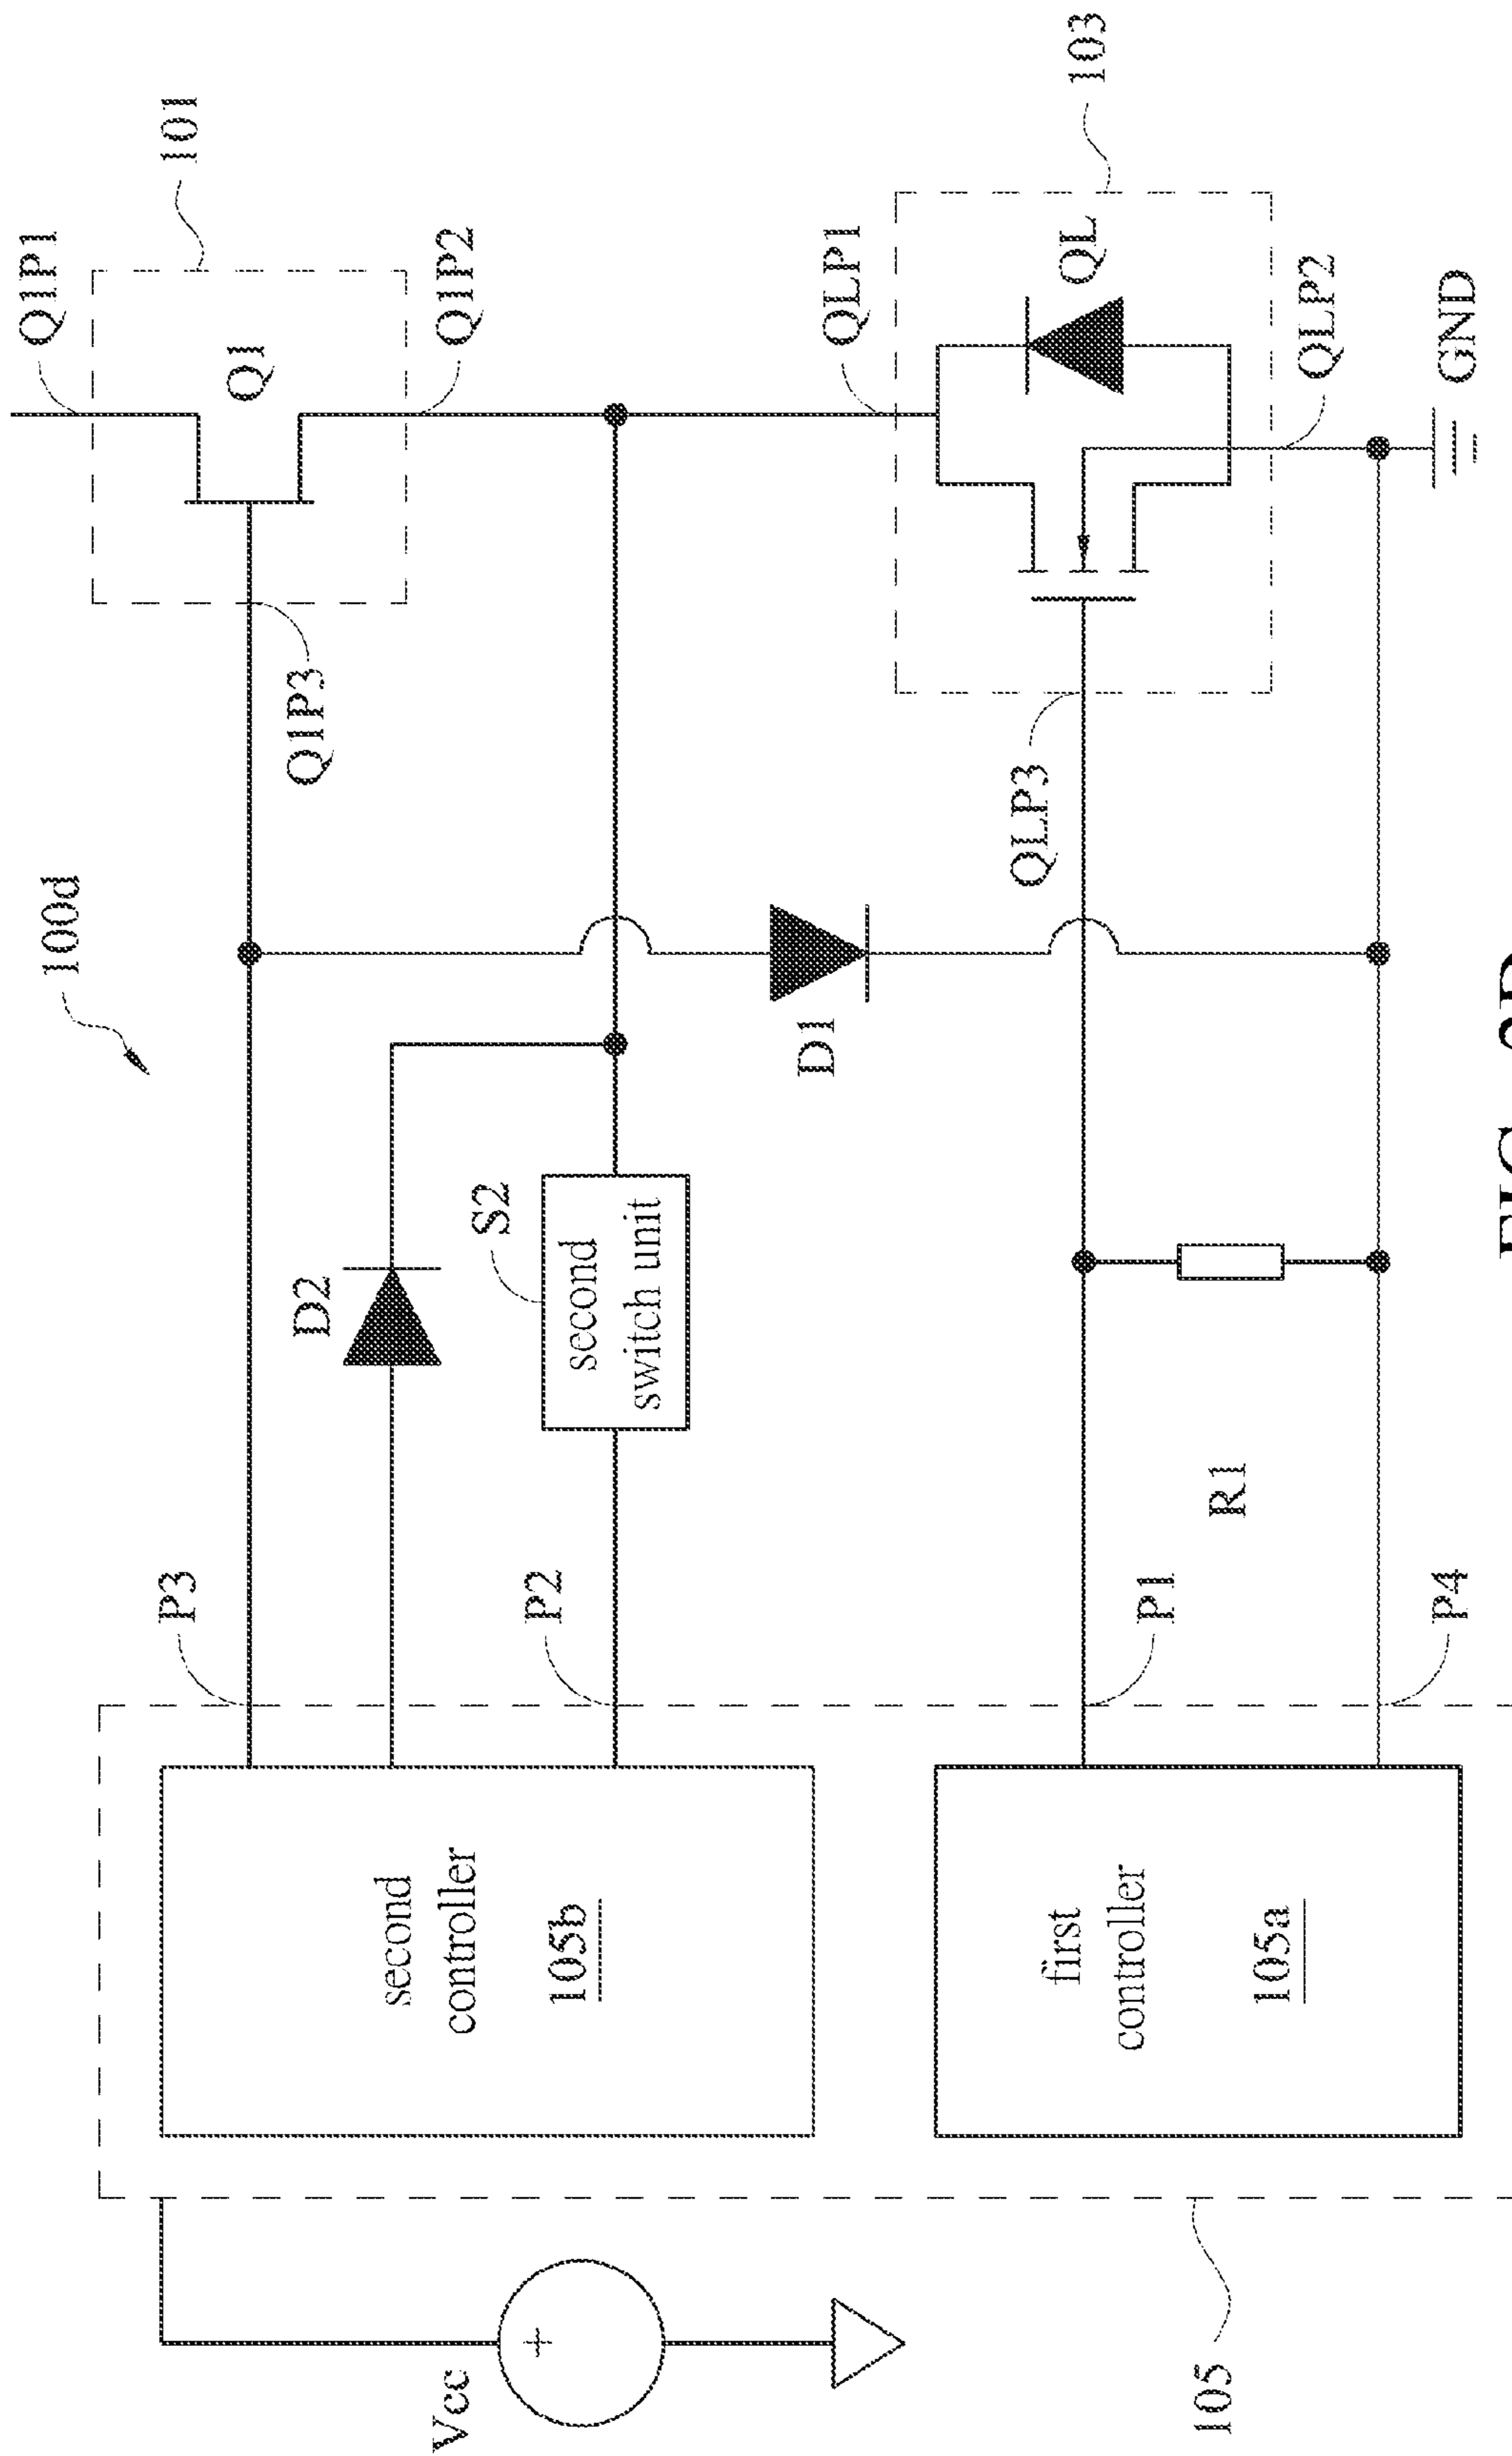 100d
Q1P1
101
Q1
Q1P3
Q1P2
P3
D2
S2
second
switch unit
P2
D1
QLP1
103
QL
QLP3
QLP2
GND
R1
P1
P4
second
controller
105b
first
controller
105a
Vcc
+
105